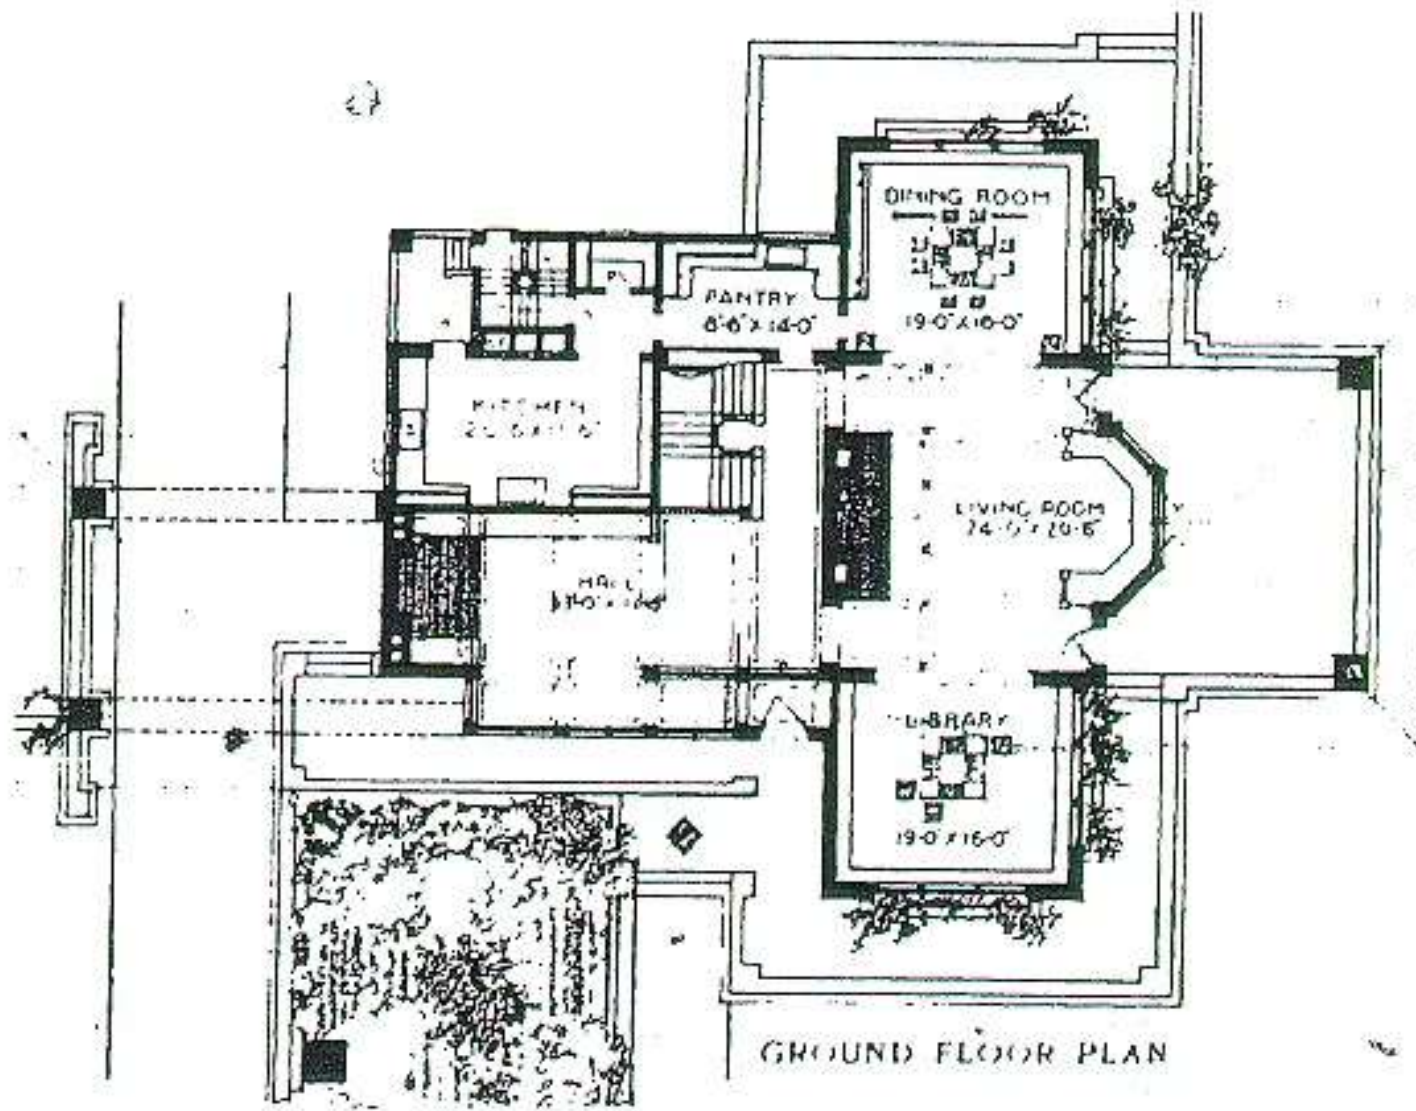 DINING ROOM
19-0" X 16-0"
PANTRY
8'-6" X 14-0"
KITCHEN
LIVING ROOM
HALL
LIBRARY
19-0" X 16-0"
GROUND FLOOR PLAN